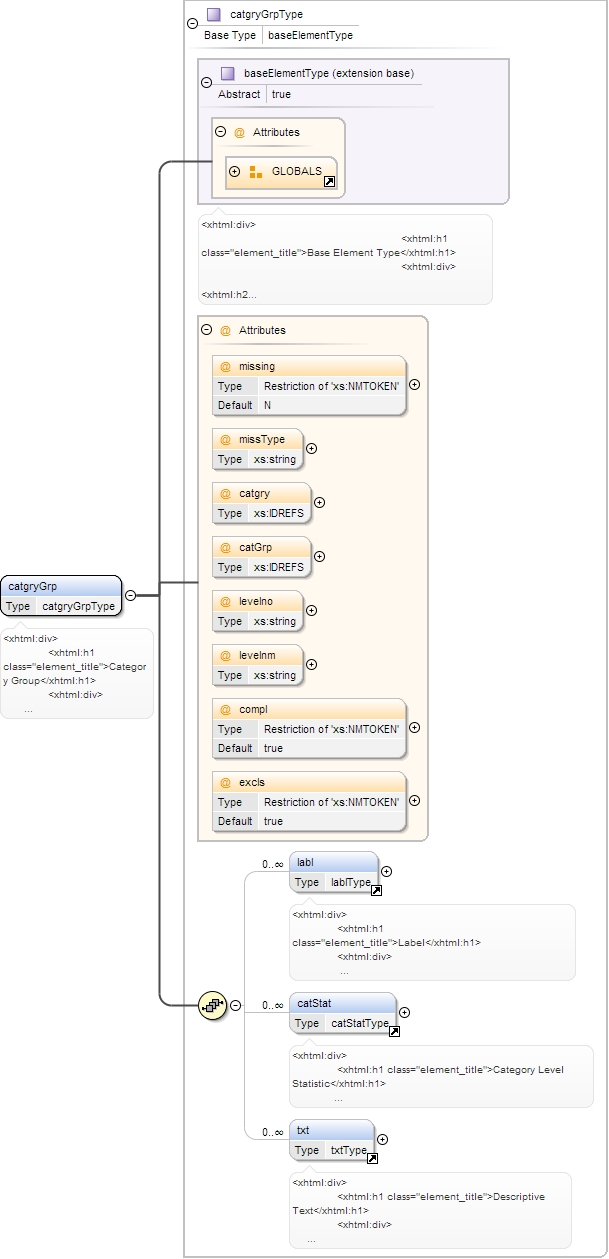 catgryGrpType
Base Type baseElementType
baseElementType (extension base)
Abstract true
@ Attributes
GLOBALS
<xhtml:div>
<xhtml:h1
class="element_title">Base Element Type</xhtml:h1>
<xhtml:div>
<xhtml:h2...
@ Attributes
@ missing
Type Restriction of 'xs:NMTOKEN'
Default N
@ missType
Type xs:string
@ catgry
Type xs:IDREFS
@ catGrp
Type xs:IDREFS
@ levelno
Type xs:string
@ levelnm
Type xs:string
@ compl
Type Restriction of 'xs:NMTOKEN'
Default true
@ excls
Type Restriction of 'xs:NMTOKEN'
Default true
catgryGrp
Type catgryGrpType
<xhtml:div>
<xhtml:h1
class="element_title">Categor
y Group</xhtml:h1>
<xhtml:div>
...
0..∞ labl
Type lablType
<xhtml:div>
<xhtml:h1
class="element_title">Label</xhtml:h1>
<xhtml:div>
...
0..∞ catStat
Type catStatType
<xhtml:div>
<xhtml:h1 class="element_title">Category Level
Statistic</xhtml:h1>
...
0..∞ txt
Type txtType
<xhtml:div>
<xhtml:h1 class="element_title">Descriptive
Text</xhtml:h1>
<xhtml:div>
...